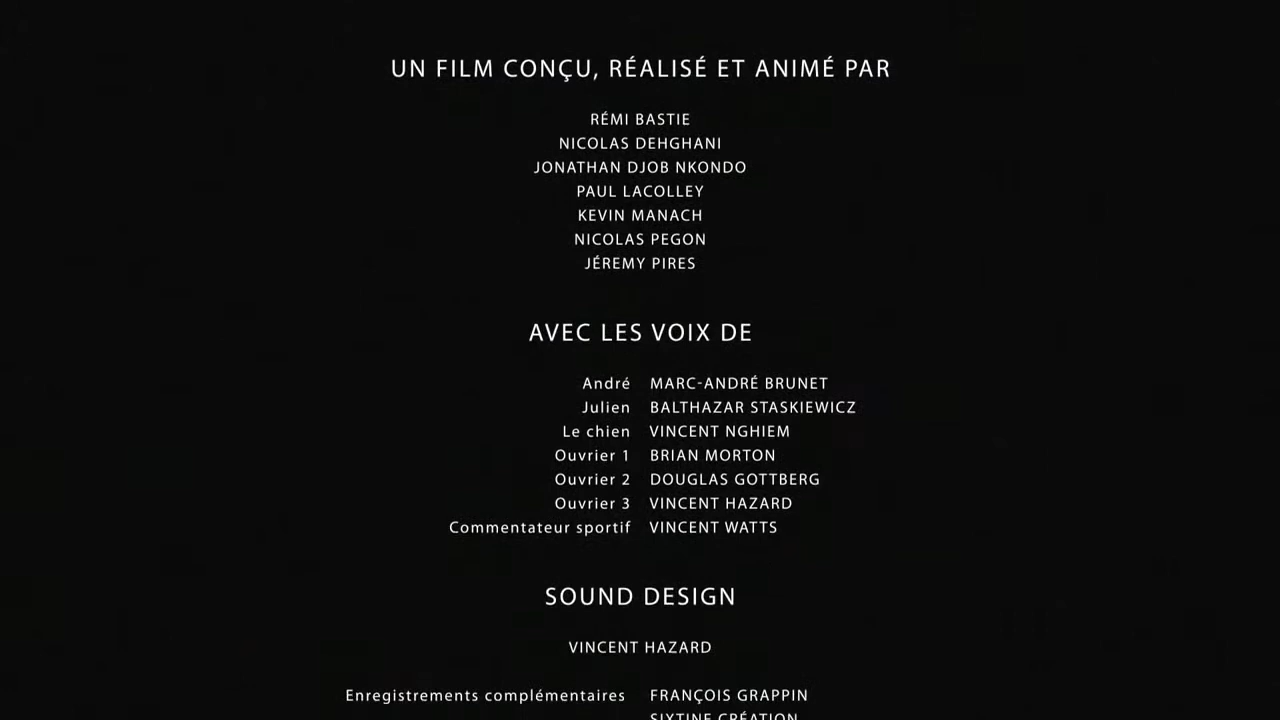 UN FILM CONÇU, RÉALISÉ ET ANIMÉ PAR
RÉMI BASTIE
NICOLAS DEHGHANI
JONATHAN DJOB NKONDO
PAUL LACOLLEY
KEVIN MANACH
NICOLAS PEGON
JÉREMY PIRES
AVEC LES VOIX DE
André MARC-ANDRÉ BRUNET
Julien BALTHAZAR STASKIEWICZ
Le chien VINCENT NGHIEM
Ouvrier 1 BRIAN MORTON
Ouvrier 2 DOUGLAS GOTTBERG
Ouvrier 3 VINCENT HAZARD
Commentateur sportif VINCENT WATTS
SOUND DESIGN
VINCENT HAZARD
Enregistrements complémentaires FRANÇOIS GRAPPIN
SIXTINE CRÉATION